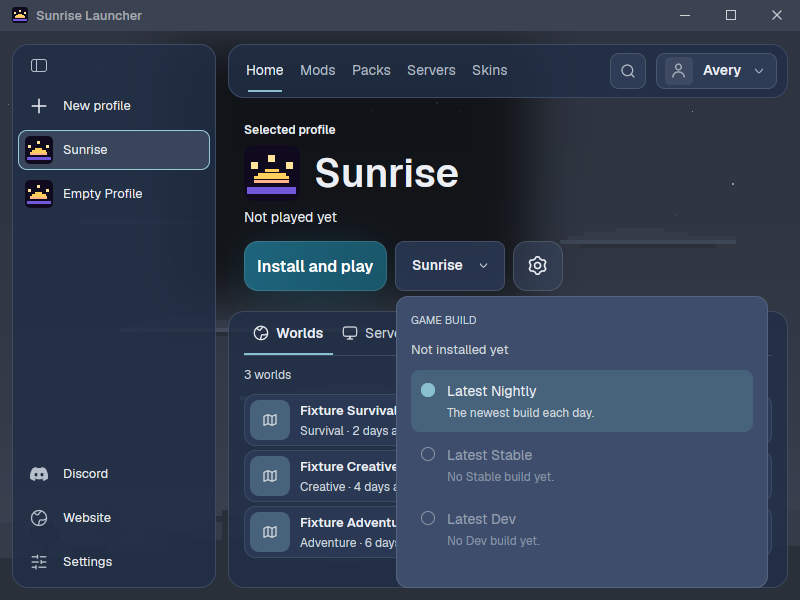 Sunrise Launcher
New profile
Sunrise
Empty Profile
Discord
Website
Settings
Home Mods Packs Servers Skins
Avery
Selected profile
Sunrise
Not played yet
Install and play
Sunrise
Worlds
3 worlds
Fixture Survival
Survival · 2 days
Fixture Creative
Creative · 4 days
Fixture
Adventure · 6 days
GAME BUILD
Not installed yet
Latest Nightly
The newest build each day.
Latest Stable
No Stable build yet.
Latest Dev
No Dev build yet.